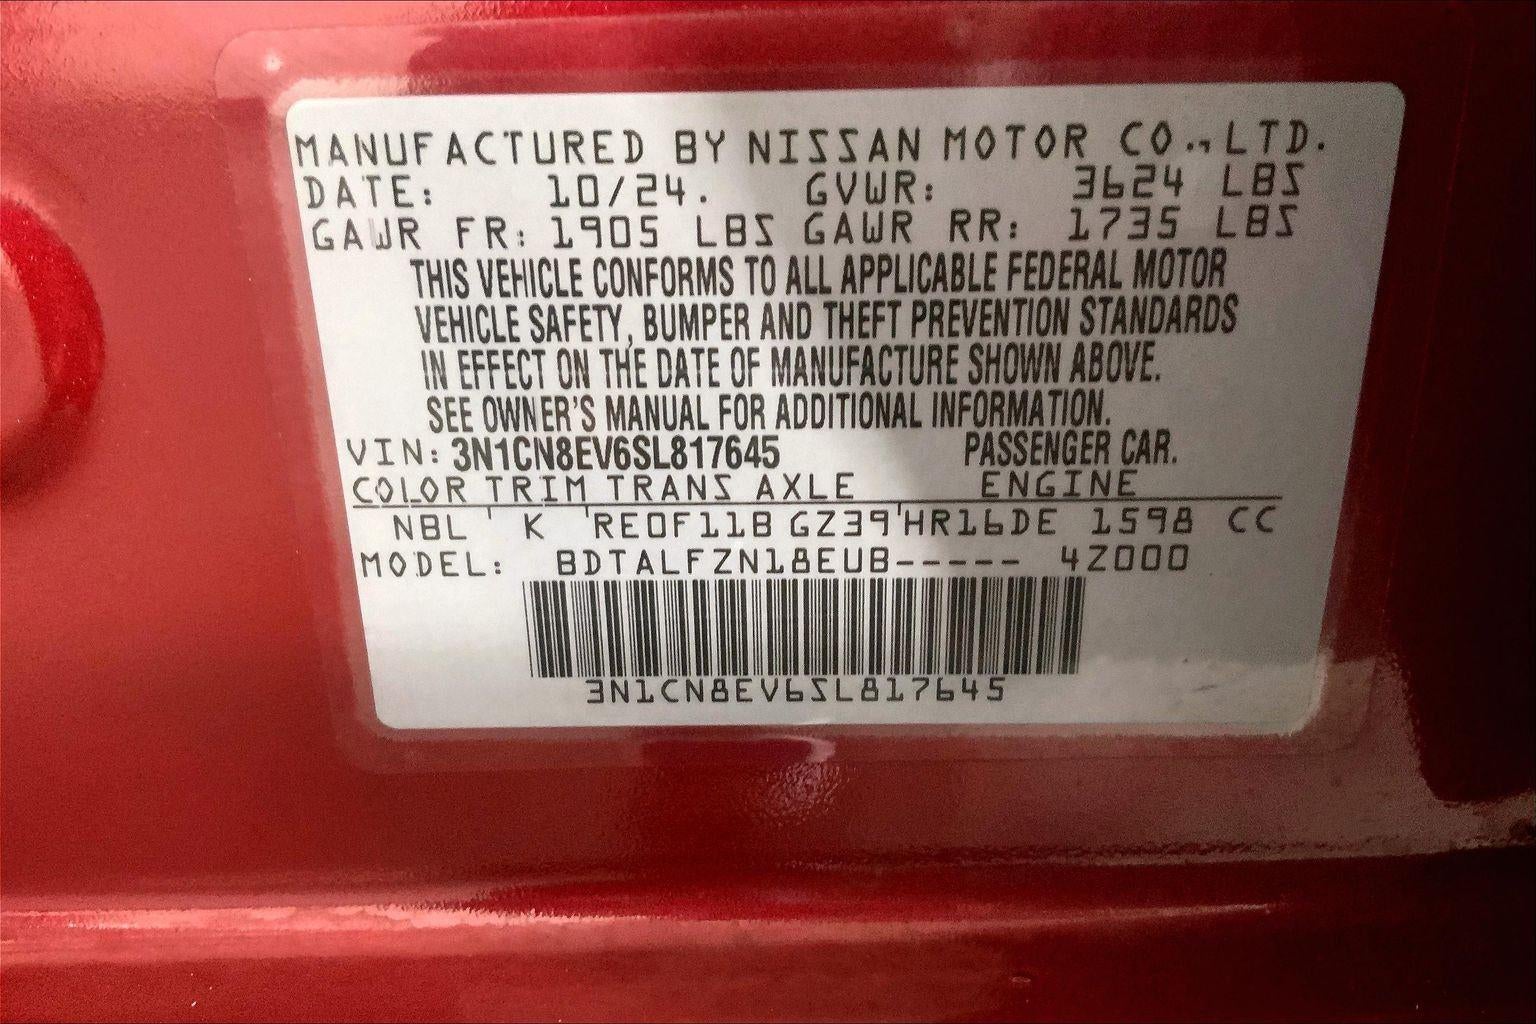 MANUFACTURED BY NISSAN MOTOR CO., LTD.
DATE: 10/24. GVWR: 3624 LBS
GAWR FR: 1905 LBS GAWR RR: 1735 LBS
THIS VEHICLE CONFORMS TO ALL APPLICABLE FEDERAL MOTOR
VEHICLE SAFETY, BUMPER AND THEFT PREVENTION STANDARDS
IN EFFECT ON THE DATE OF MANUFACTURE SHOWN ABOVE.
SEE OWNER'S MANUAL FOR ADDITIONAL INFORMATION.
VIN: 3N1CN8EV6SL817645 PASSENGER CAR.
COLOR TRIM TRANS AXLE ENGINE
NBL ' K 'RE0F11B GZ39'HR16DE 1598 CC
MODEL: BDTALFZN18EUB----- 4Z000
3N1CN8EV6SL817645